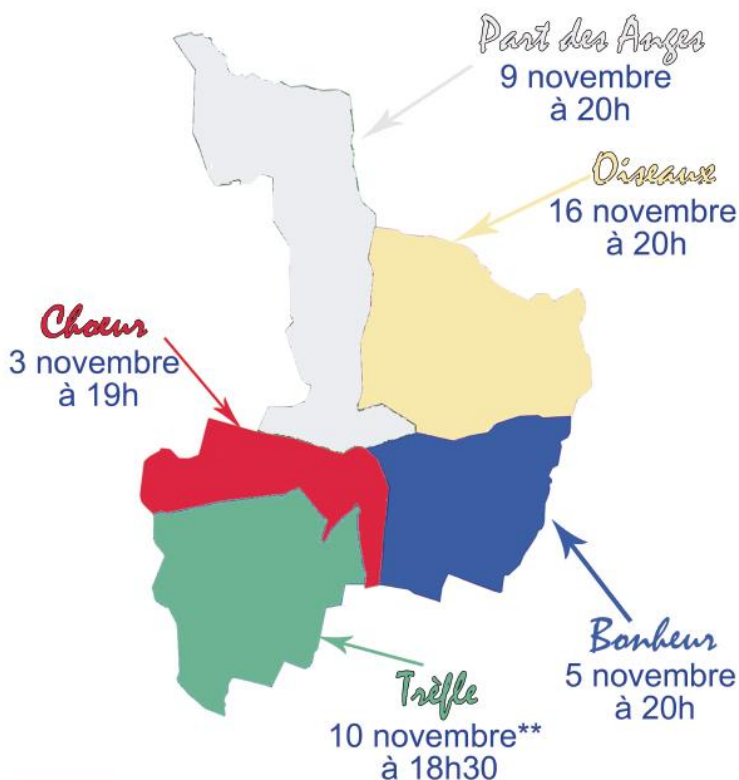 Part des Anges
9 novembre
à 20h
Oiseaux
16 novembre
à 20h
Chœur
3 novembre
à 19h
Bonheur
5 novembre
à 20h
Trèfle
10 novembre**
à 18h30